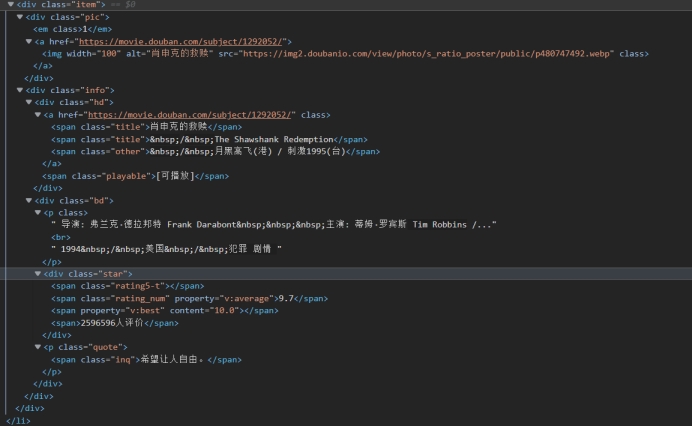 <div class="item"> == $0
<div class="pic">
<em class>1</em>
<a href="https://movie.douban.com/subject/1292052/">
<img width="100" alt="肖申克的救赎" src="https://img2.doubanio.com/view/photo/s_ratio_poster/public/p480747492.webp" class>
</a>
</div>
<div class="info">
<div class="hd">
<a href="https://movie.douban.com/subject/1292052/" class>
<span class="title">肖申克的救赎</span>
<span class="title">&nbsp;/&nbsp;The Shawshank Redemption</span>
<span class="other">&nbsp;/&nbsp;月黑高飞(港) / 刺激1995(台)</span>
</a>
<span class="playable">[可播放]</span>
</div>
<div class="bd">
<p class>
" 导演: 弗兰克·德拉邦特 Frank Darabont&nbsp;&nbsp;&nbsp;主演: 蒂姆·罗宾斯 Tim Robbins /..."
<br>
" 1994&nbsp;/&nbsp;美国&nbsp;/&nbsp;犯罪 剧情 "
</p>
<div class="star">
<span class="rating5-t"></span>
<span class="rating_num" property="v:average">9.7</span>
<span property="v:best" content="10.0"></span>
<span>2596596人评价</span>
</div>
<p class="quote">
<span class="inq">希望让人自由。</span>
</p>
</div>
</div>
</div>
</li>